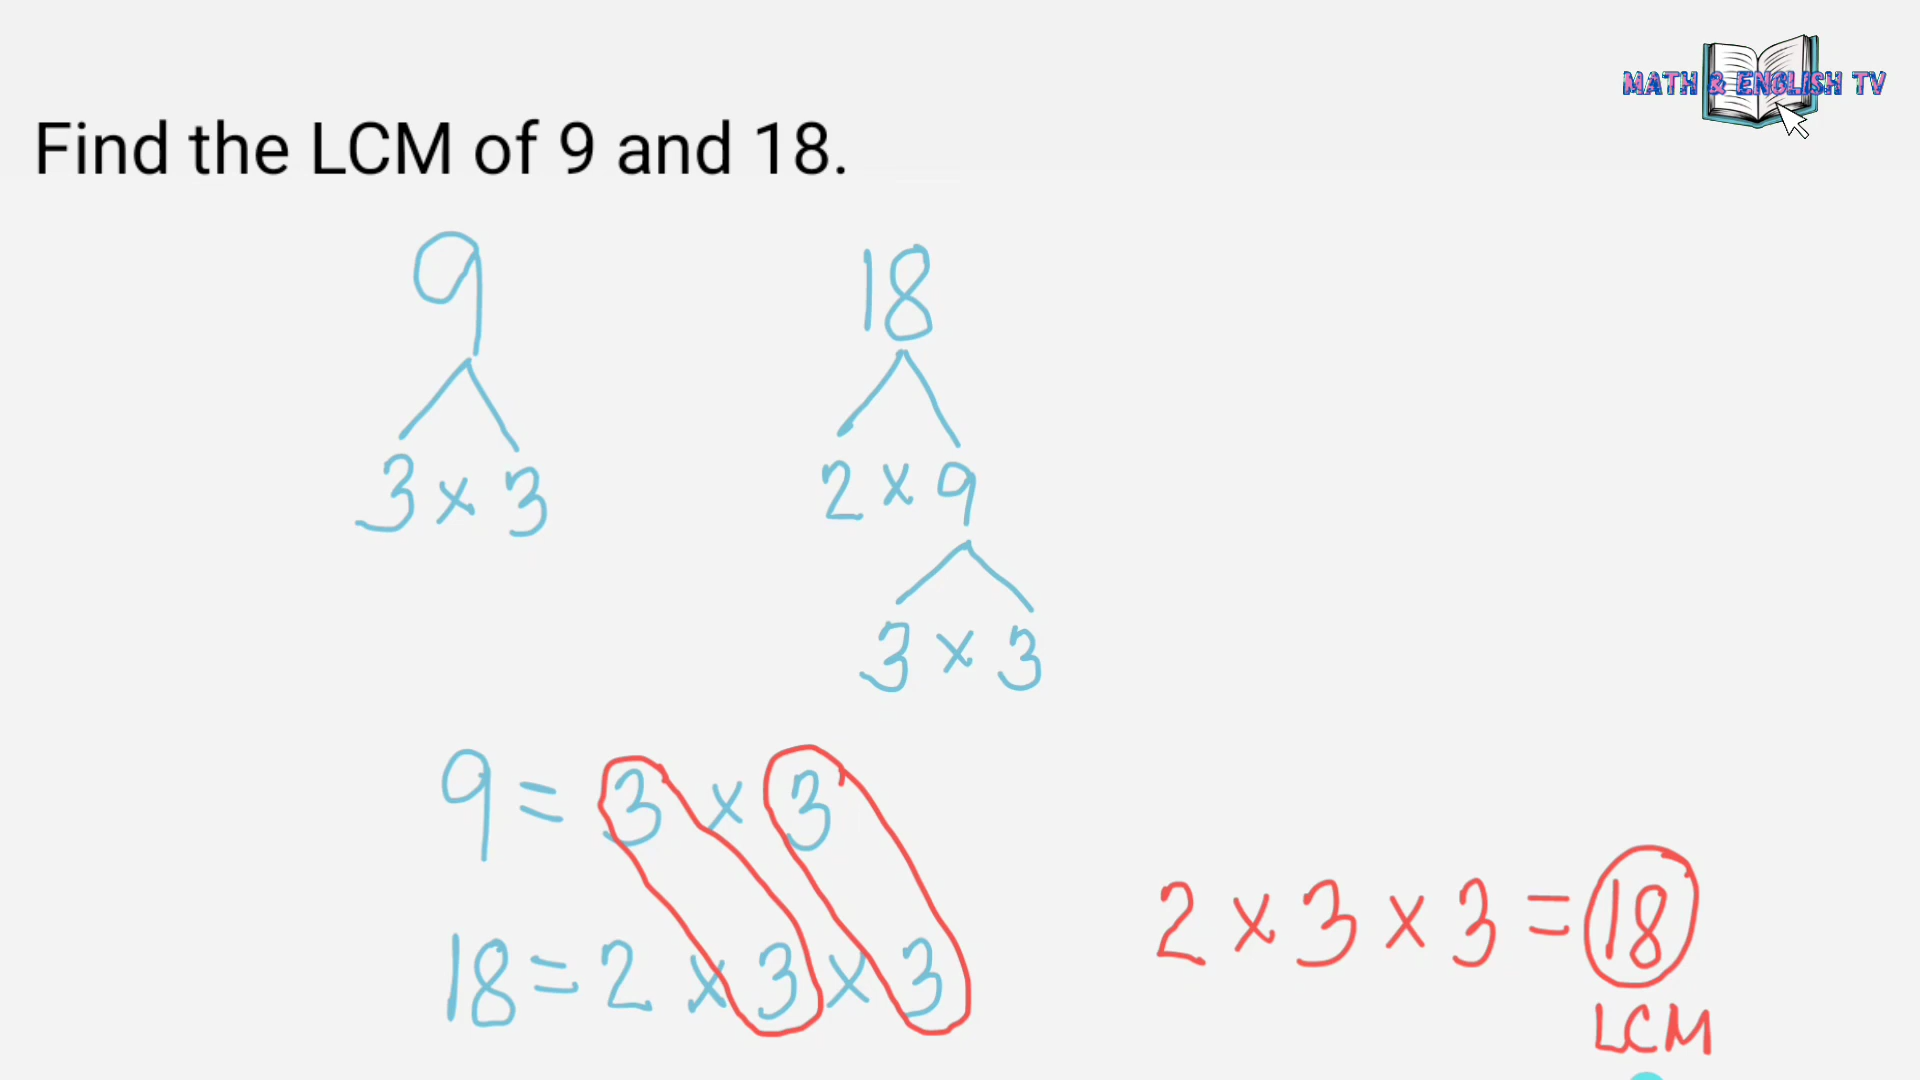 MATH & ENGLISH TV
Find the LCM of 9 and 18.
9 18
3 × 3 2 × 9
3 × 3
9 = 3 × 3
18 = 2 × 3 × 3
2 × 3 × 3 = 18
LCM